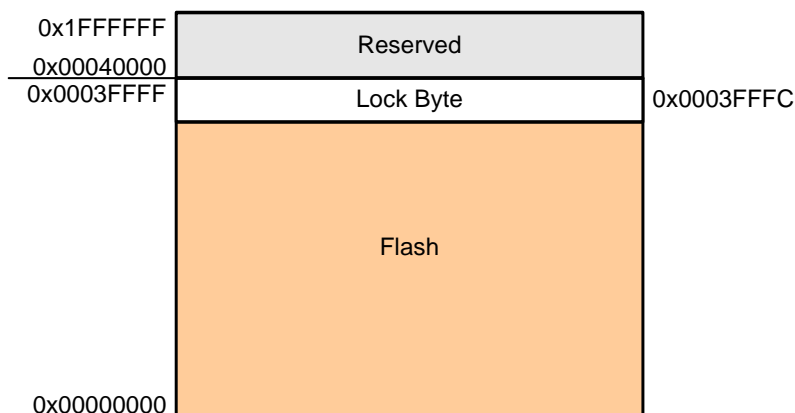 0x1FFFFFF
Reserved
0x00040000
0x0003FFFF
Lock Byte
0x0003FFFC
Flash
0x00000000